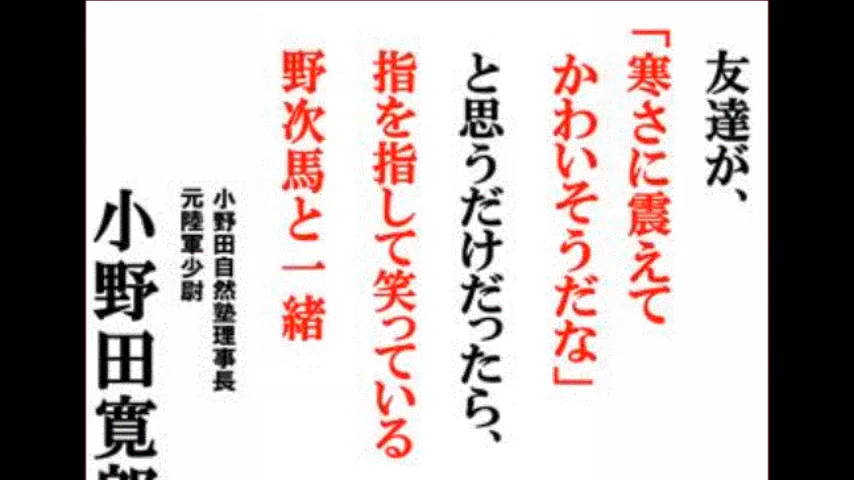 友達が、
「寒さに震えて
かわいそうだな」
と思うだけだったら、
指を指して笑っている
野次馬と一緒
小野田自然塾理事長
元陸軍少尉
小野田寛郎